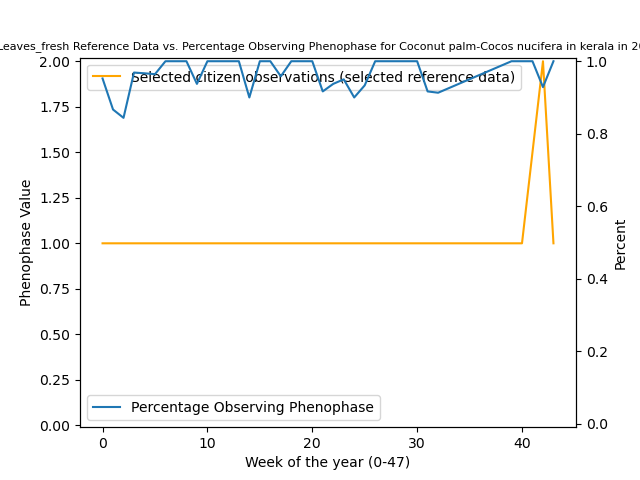 Leaves_fresh Reference Data vs. Percentage Observing Phenophase for Coconut palm-Cocos nucifera in kerala in 20
Selected citizen observations (selected reference data)
2.00
1.75
1.50
1.25
1.00
0.75
0.50
0.25
0.00
Phenophase Value
1.0
0.8
0.6
0.4
0.2
0.0
Percent
Percentage Observing Phenophase
0 10 20 30 40
Week of the year (0-47)